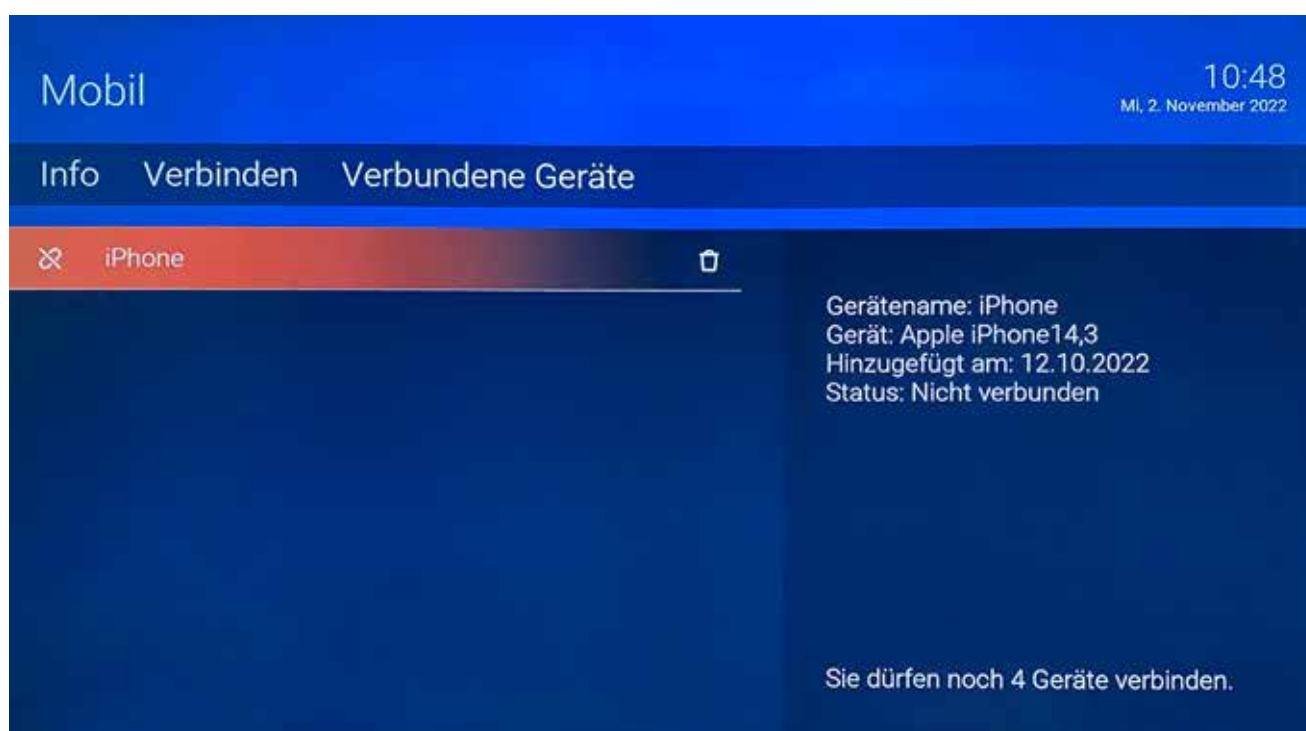 Mobil
10:48
Mi, 2. November 2022
Info Verbinden Verbundene Geräte
iPhone
Gerätename: iPhone
Gerät: Apple iPhone14,3
Hinzugefügt am: 12.10.2022
Status: Nicht verbunden
Sie dürfen noch 4 Geräte verbinden.